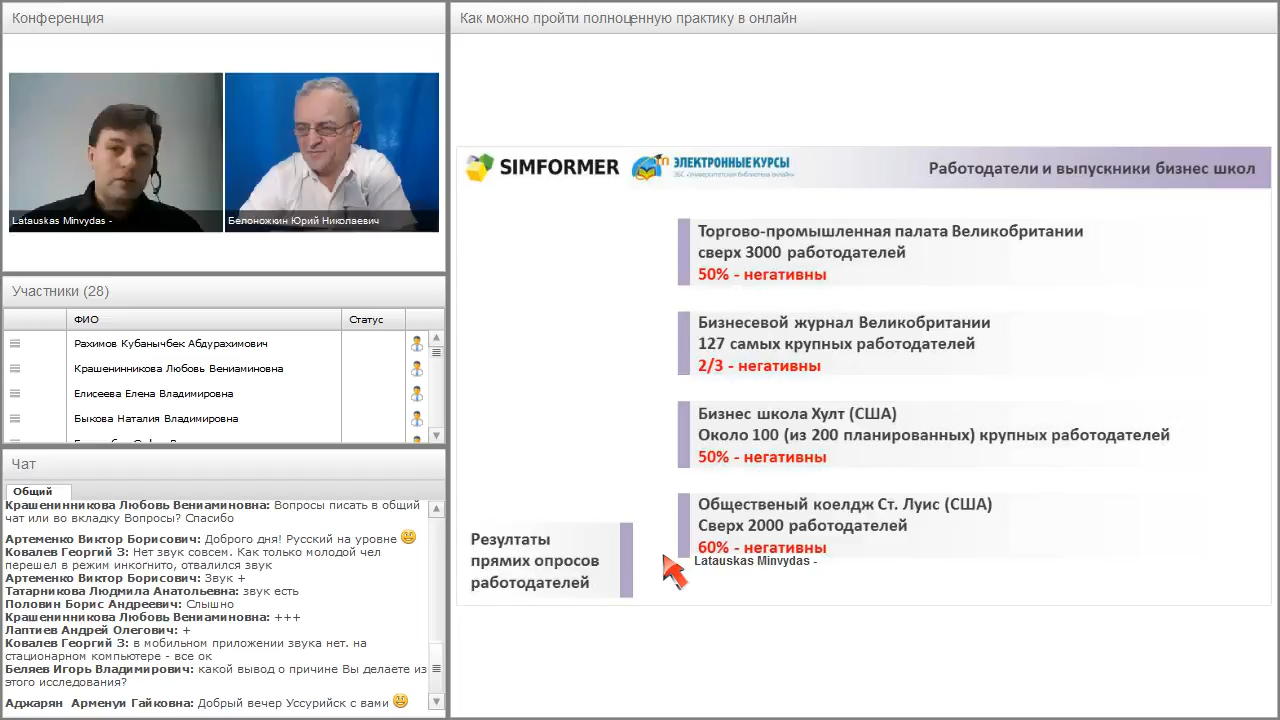 Конференция
Latauskas Minvydas -
Белоножкин Юрий Николаевич
Участники (28)
ФИО
Статус
Рахимов Кубанычбек Абдурахимович
Крашенинникова Любовь Вениаминовна
Елисеева Елена Владимировна
Быкова Наталия Владимировна
Чат
Общий
Крашенинникова Любовь Вениаминовна: Вопросы писать в общий
чат или во вкладку Вопросы? Спасибо
Артеменко Виктор Борисович: Доброго дня! Русский на уровне
Ковалев Георгий З: Нет звук совсем. Как только молодой чел
перешел в режим инкогнито, отвалился звук
Артеменко Виктор Борисович: Звук +
Татарникова Людмила Анатольевна: звук есть
Половин Борис Андреевич: Слышно
Крашенинникова Любовь Вениаминовна: +++
Лаптиев Андрей Олегович: +
Ковалев Георгий З: в мобильном приложении звука нет. на
стационарном компьютере - все ок
Беляев Игорь Владимирович: какой вывод о причине Вы делаете из
этого исследования?
Аджарян Арменуи Гайковна: Добрый вечер Уссурийск с вами
Как можно пройти полноценную практику в онлайн
SIMFORMER
ЭЛЕКТРОННЫЕ КУРСЫ
ЭБС «Университетская библиотека онлайн»
Работодатели и выпускники бизнес школ
Торгово-промышленная палата Великобритании
сверх 3000 работодателей
50% - негативны
Бизнесевой журнал Великобритании
127 самых крупных работодателей
2/3 - негативны
Бизнес школа Хулт (США)
Около 100 (из 200 планированных) крупных работодателей
50% - негативны
Общественый коелдж Ст. Луис (США)
Сверх 2000 работодателей
60% - негативны
Latauskas Minvydas -
Резултаты
прямих опросов
работодателей